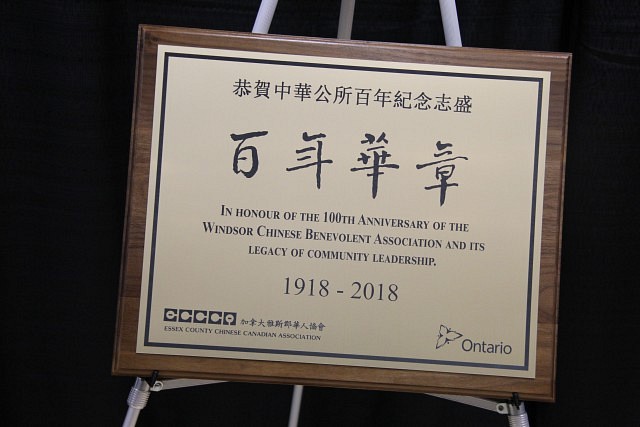 恭賀中華公所百年紀念志盛
百年華章
IN HONOUR OF THE 100TH ANNIVERSARY OF THE
WINDSOR CHINESE BENEVOLENT ASSOCIATION AND ITS
LEGACY OF COMMUNITY LEADERSHIP.
1918 - 2018
ECCCA 加拿大雅斯郡華人協會
ESSEX COUNTY CHINESE CANADIAN ASSOCIATION
Ontario